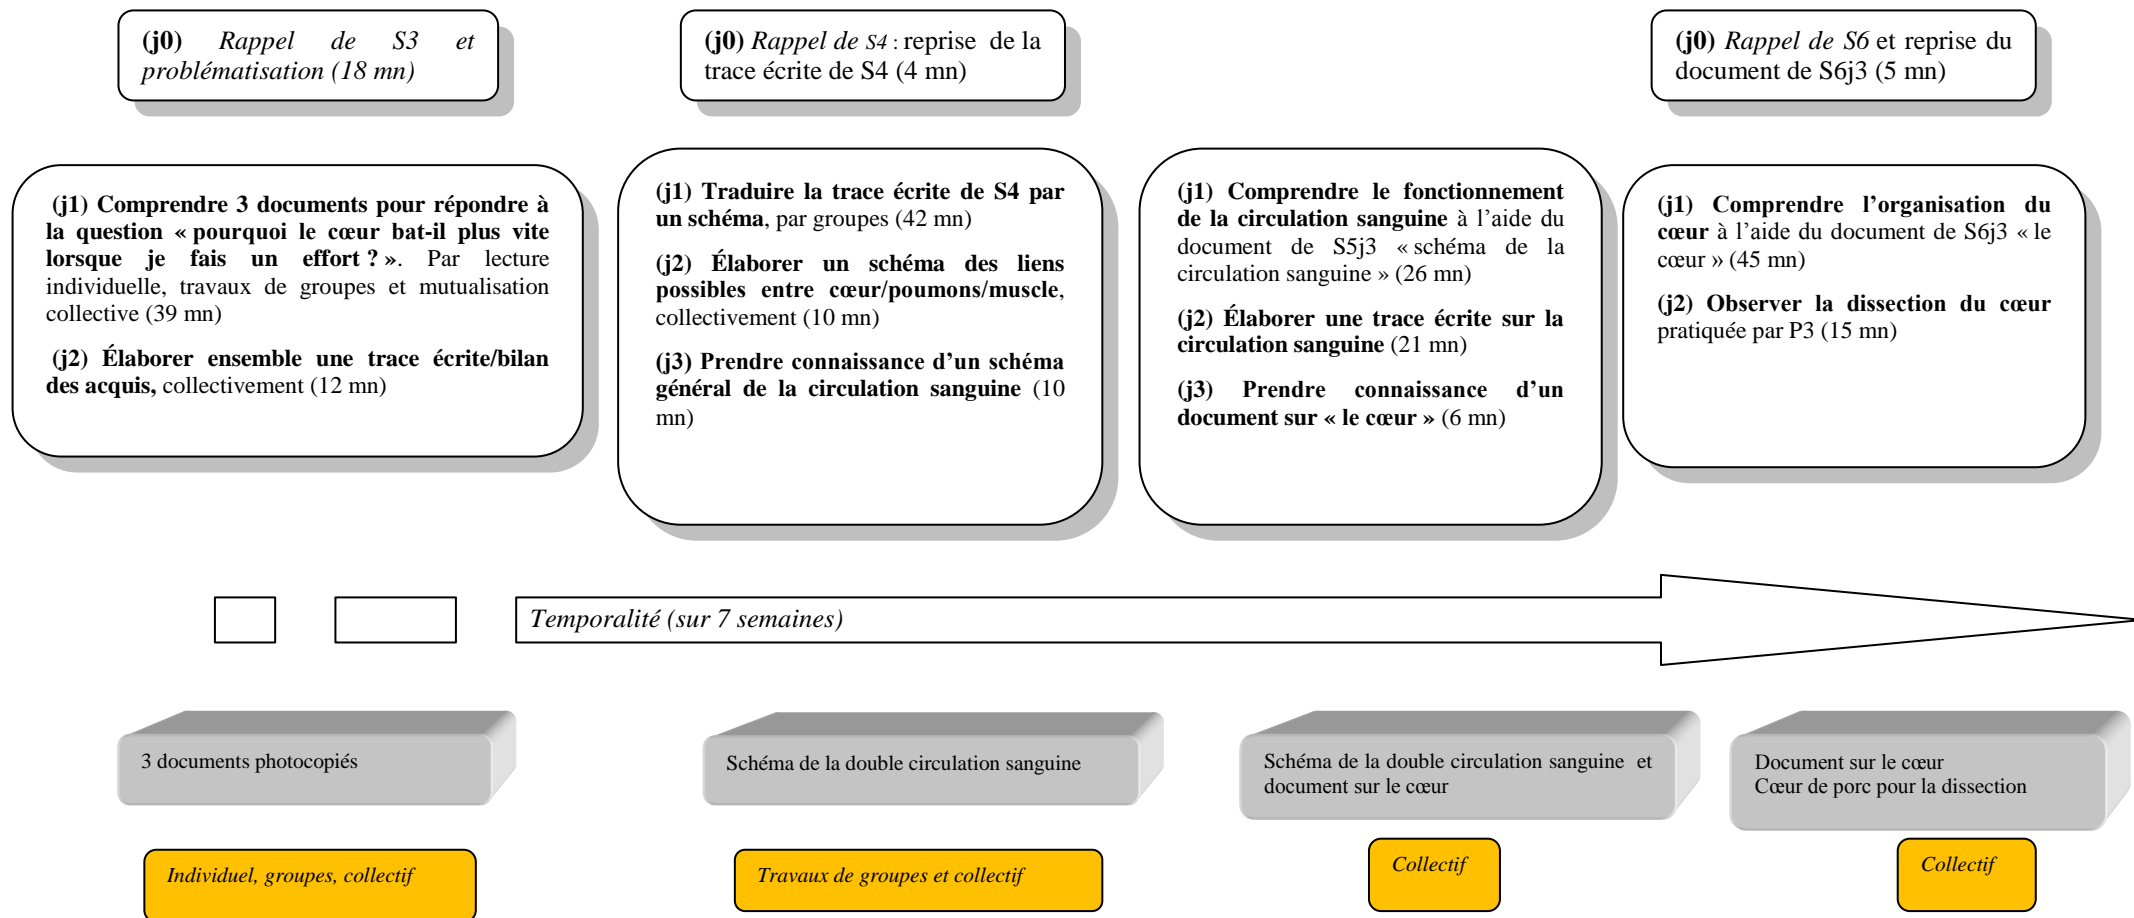 (j0) Rappel de S3 et
problématisation (18 mn)
(j0) Rappel de S4 : reprise de la
trace écrite de S4 (4 mn)
(j0) Rappel de S6 et reprise du
document de S6j3 (5 mn)
(j1) Comprendre 3 documents pour répondre à
la question « pourquoi le cœur bat-il plus vite
lorsque je fais un effort ? ». Par lecture
individuelle, travaux de groupes et mutualisation
collective (39 mn)
(j2) Élaborer ensemble une trace écrite/bilan
des acquis, collectivement (12 mn)
(j1) Traduire la trace écrite de S4 par
un schéma, par groupes (42 mn)
(j2) Élaborer un schéma des liens
possibles entre cœur/poumons/muscle,
collectivement (10 mn)
(j3) Prendre connaissance d’un schéma
général de la circulation sanguine (10
mn)
(j1) Comprendre le fonctionnement
de la circulation sanguine à l’aide du
document de S5j3 « schéma de la
circulation sanguine » (26 mn)
(j2) Élaborer une trace écrite sur la
circulation sanguine (21 mn)
(j3) Prendre connaissance d’un
document sur « le cœur » (6 mn)
(j1) Comprendre l’organisation du
cœur à l’aide du document de S6j3 « le
cœur » (45 mn)
(j2) Observer la dissection du cœur
pratiquée par P3 (15 mn)
Temporalité (sur 7 semaines)
3 documents photocopiés
Schéma de la double circulation sanguine
Schéma de la double circulation sanguine et
document sur le cœur
Document sur le cœur
Cœur de porc pour la dissection
Individuel, groupes, collectif
Travaux de groupes et collectif
Collectif
Collectif